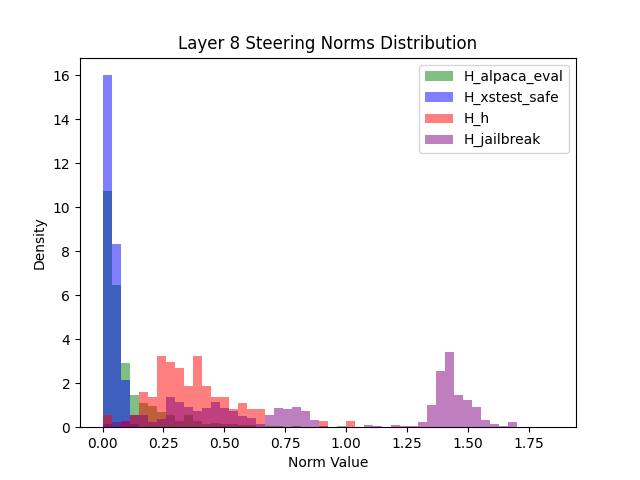 Layer 8 Steering Norms Distribution
H_alpaca_eval
H_xstest_safe
H_h
H_jailbreak
16
14
12
10
8
6
4
2
0
Density
0.00 0.25 0.50 0.75 1.00 1.25 1.50 1.75
Norm Value